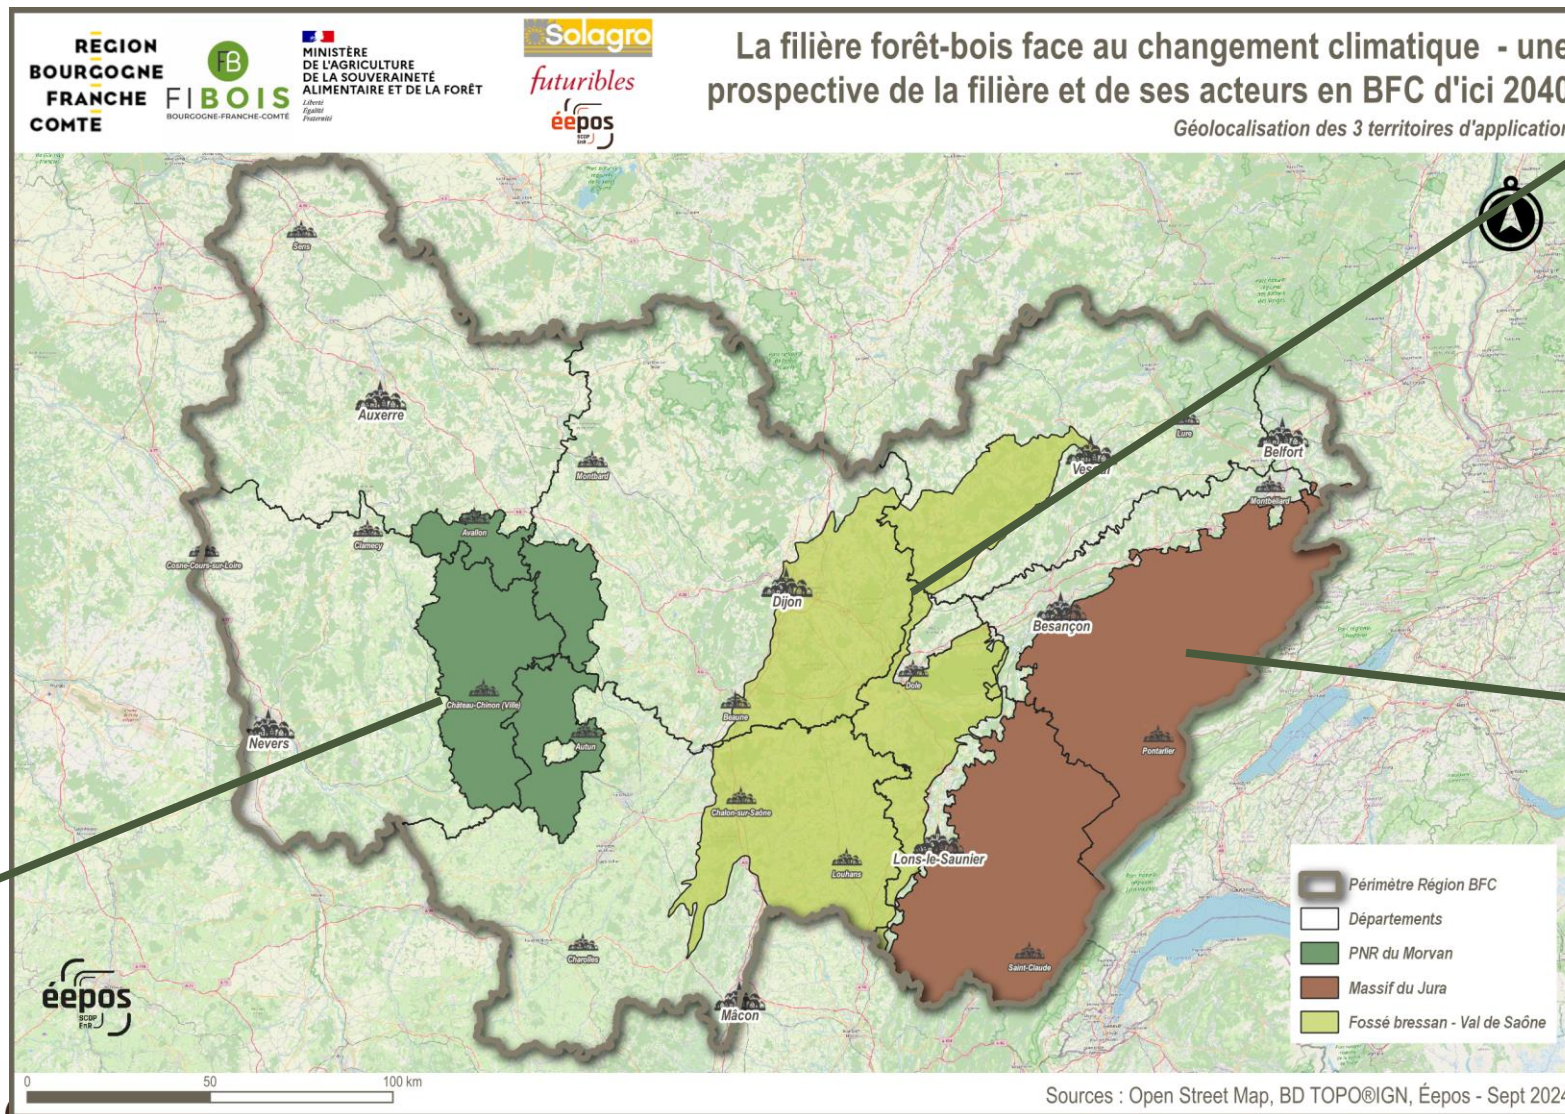 RÉGION
BOURGOGNE
FRANCHE
COMTE
FB
FIBOIS
BOURGOGNE-FRANCHE-COMTÉ
MINISTÈRE
DE L'AGRICULTURE
DE LA SOUVERAINETÉ
ALIMENTAIRE ET DE LA FORÊT
Liberté
Égalité
Fraternité
Solagro
futuribles
éepos
SCOP
EnR
La filière forêt-bois face au changement climatique - une
prospective de la filière et de ses acteurs en BFC d'ici 2040
Géolocalisation des 3 territoires d'application
Sens
Auxerre
Montbard
Lure
Belfort
Montbéliard
Clamecy
Avallon
Cosne-Cours-sur-Loire
Dijon
Besançon
Dole
Château-Chinon (Ville)
Beaune
Nevers
Autun
Pontarlier
Chalon-sur-Saône
Louhans
Lons-le-Saunier
Charolles
Saint-Claude
Mâcon
Périmètre Région BFC
Départements
PNR du Morvan
Massif du Jura
Fossé bressan - Val de Saône
éepos
SCOP
EnR
0 50 100 km
Sources : Open Street Map, BD TOPO®IGN, Éepos - Sept 2024